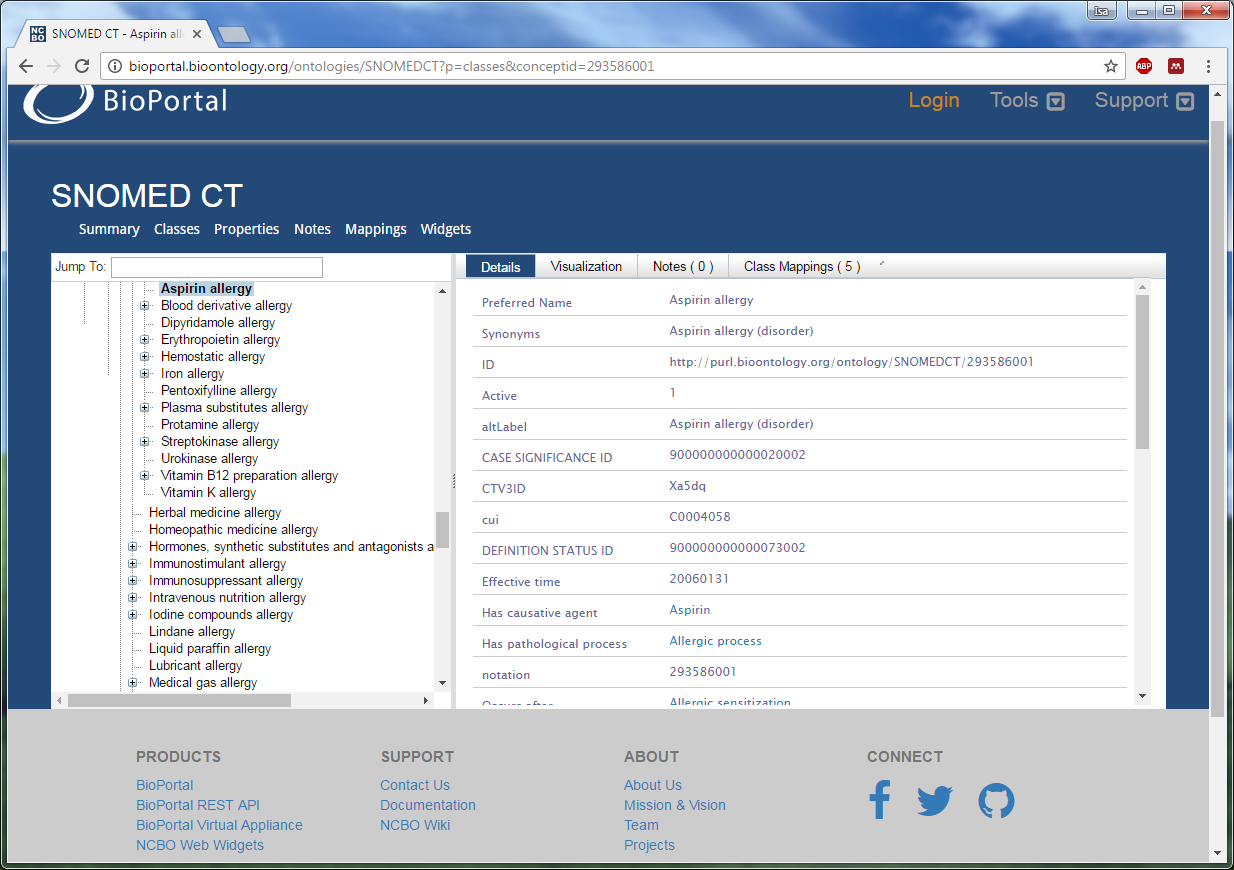 Isa
NCBO SNOMED CT - Aspirin all
bioportal.bioontology.org/ontologies/SNOMEDCT?p=classes&conceptid=293586001
ABP
BioPortal
Login Tools Support
SNOMED CT
Summary Classes Properties Notes Mappings Widgets
Jump To:
Aspirin allergy
Blood derivative allergy
Dipyridamole allergy
Erythropoietin allergy
Hemostatic allergy
Iron allergy
Pentoxifylline allergy
Plasma substitutes allergy
Protamine allergy
Streptokinase allergy
Urokinase allergy
Vitamin B12 preparation allergy
Vitamin K allergy
Herbal medicine allergy
Homeopathic medicine allergy
Hormones, synthetic substitutes and antagonists a
Immunostimulant allergy
Immunosuppressant allergy
Intravenous nutrition allergy
Iodine compounds allergy
Lindane allergy
Liquid paraffin allergy
Lubricant allergy
Medical gas allergy
Details Visualization Notes ( 0 ) Class Mappings ( 5 )
Preferred Name Aspirin allergy
Synonyms Aspirin allergy (disorder)
ID http://purl.bioontology.org/ontology/SNOMEDCT/293586001
Active 1
altLabel Aspirin allergy (disorder)
CASE SIGNIFICANCE ID 900000000000020002
CTV3ID Xa5dq
cui C0004058
DEFINITION STATUS ID 900000000000073002
Effective time 20060131
Has causative agent Aspirin
Has pathological process Allergic process
notation 293586001
Occurs after Allergic sensitization
PRODUCTS
BioPortal
BioPortal REST API
BioPortal Virtual Appliance
NCBO Web Widgets
SUPPORT
Contact Us
Documentation
NCBO Wiki
ABOUT
About Us
Mission & Vision
Team
Projects
CONNECT